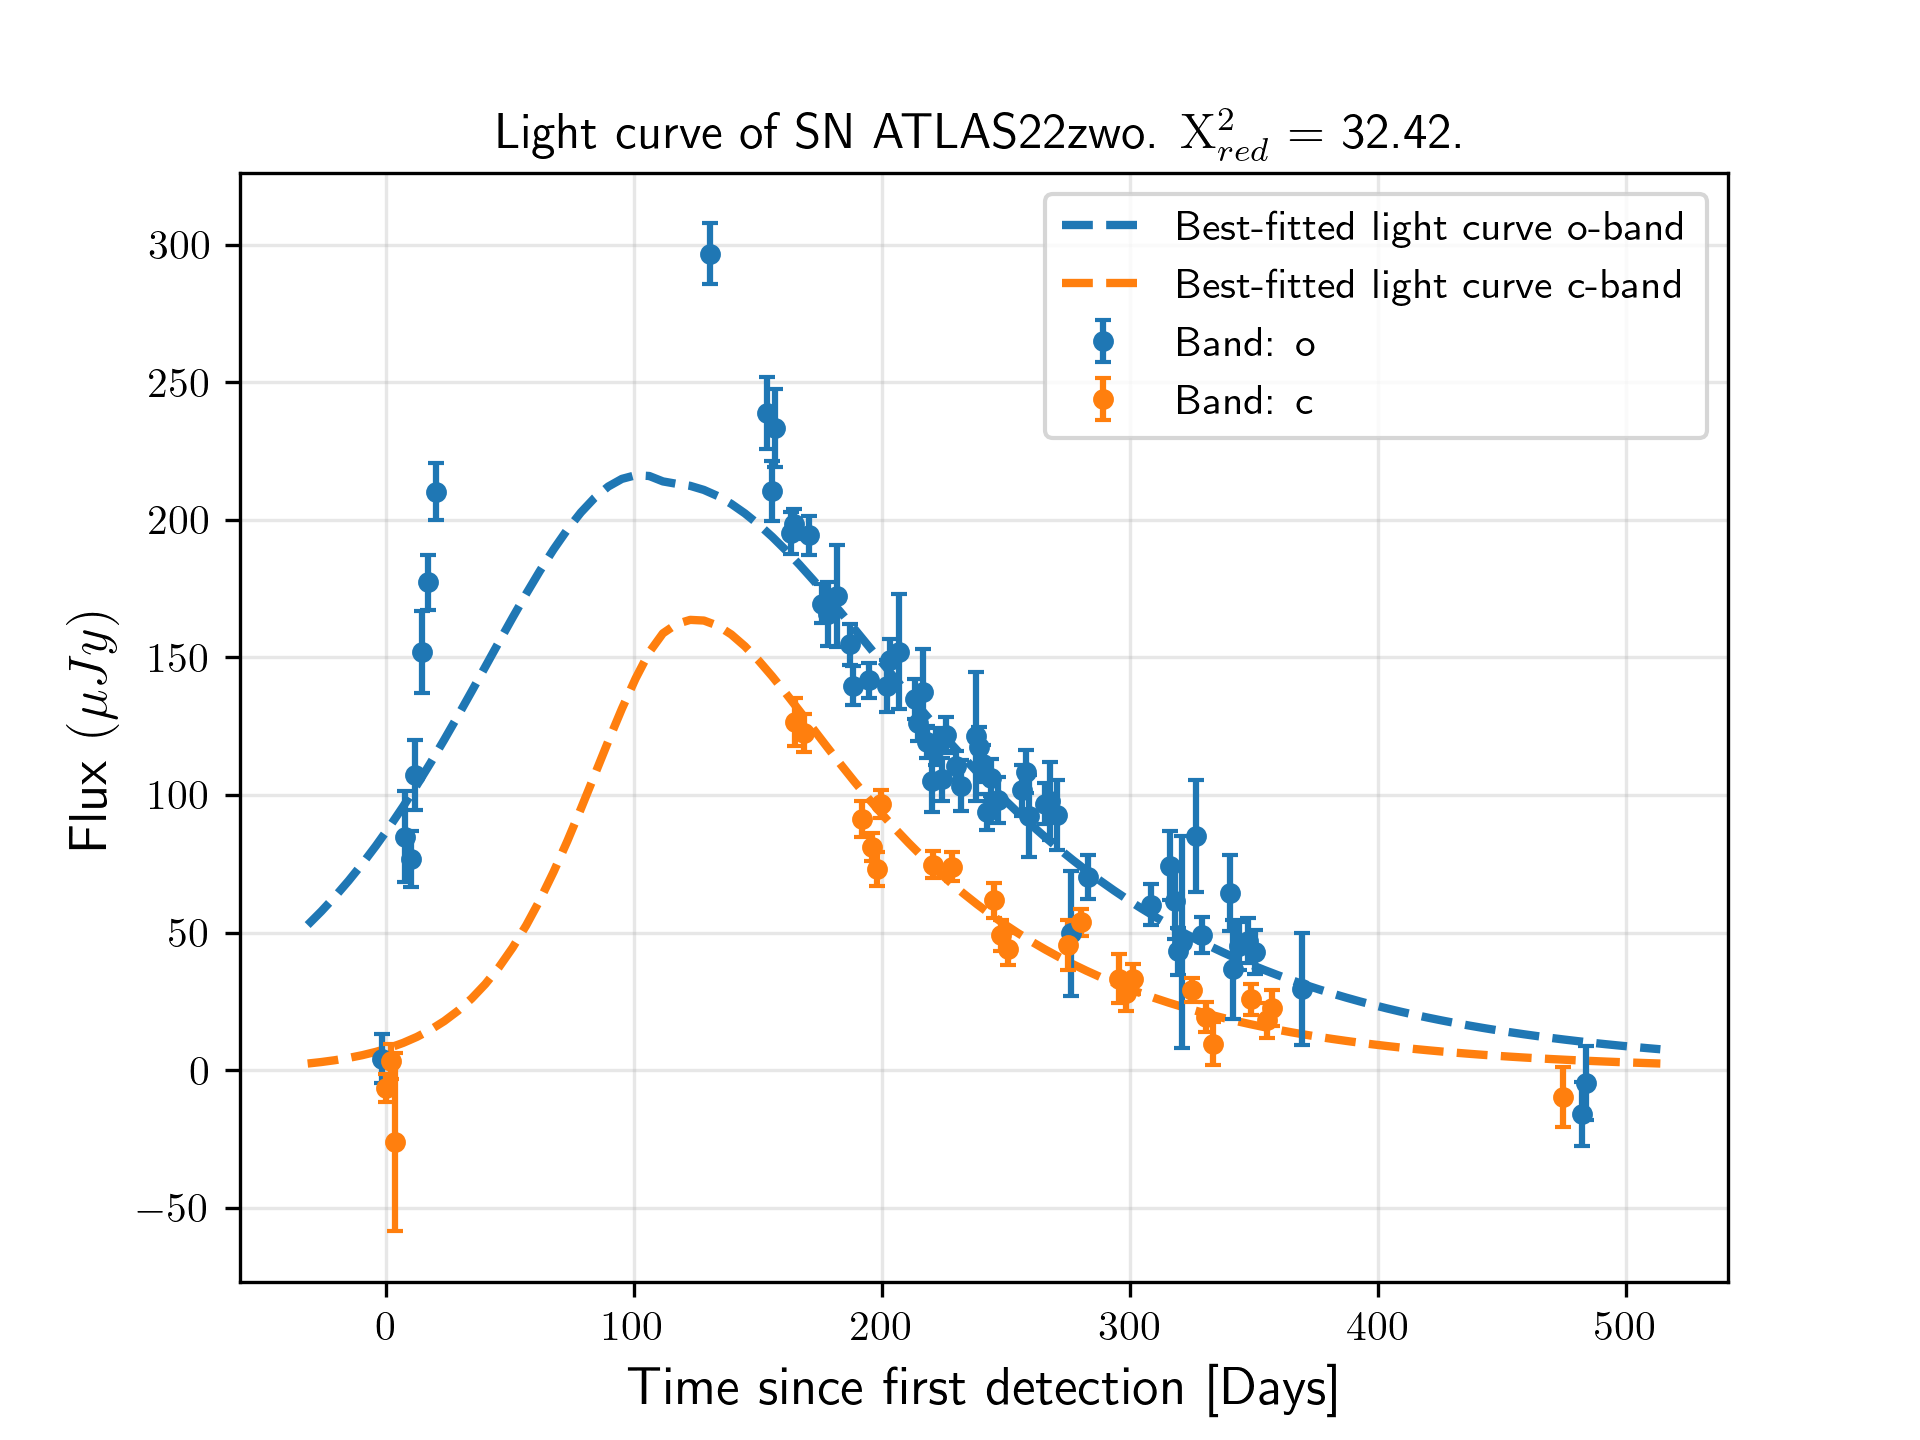 Light curve of SN ATLAS22zwo. X²_red = 32.42.
Best-fitted light curve o-band
Best-fitted light curve c-band
Band: o
Band: c
300
250
200
150
100
50
0
−50
Flux (μJy)
0 100 200 300 400 500
Time since first detection [Days]